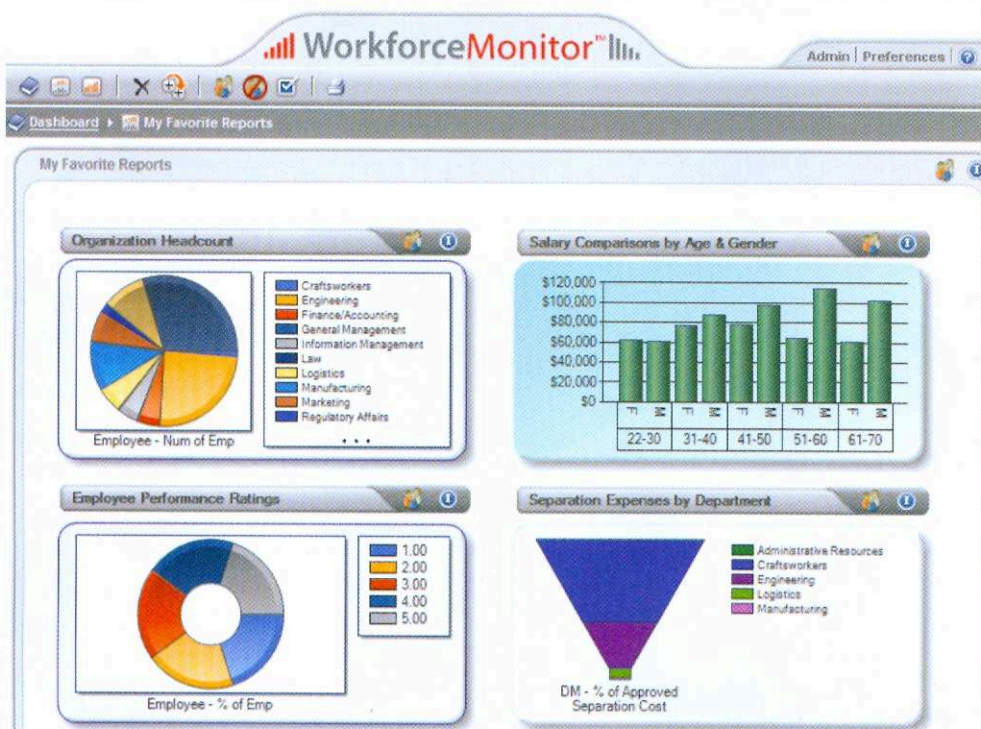 WorkforceMonitor™
Admin | Preferences
Dashboard
My Favorite Reports
My Favorite Reports
Organization Headcount
Craftsworkers
Engineering
Finance/Accounting
General Management
Information Management
Law
Logistics
Manufacturing
Marketing
Regulatory Affairs
...
Employee - Num of Emp
Salary Comparisons by Age & Gender
$120,000
$100,000
$80,000
$60,000
$40,000
$20,000
$0
F M F M F M F M F M
22-30 31-40 41-50 51-60 61-70
Employee Performance Ratings
1.00
2.00
3.00
4.00
5.00
Employee - % of Emp
Separation Expenses by Department
Administrative Resources
Craftsworkers
Engineering
Logistics
Manufacturing
DM - % of Approved
Separation Cost